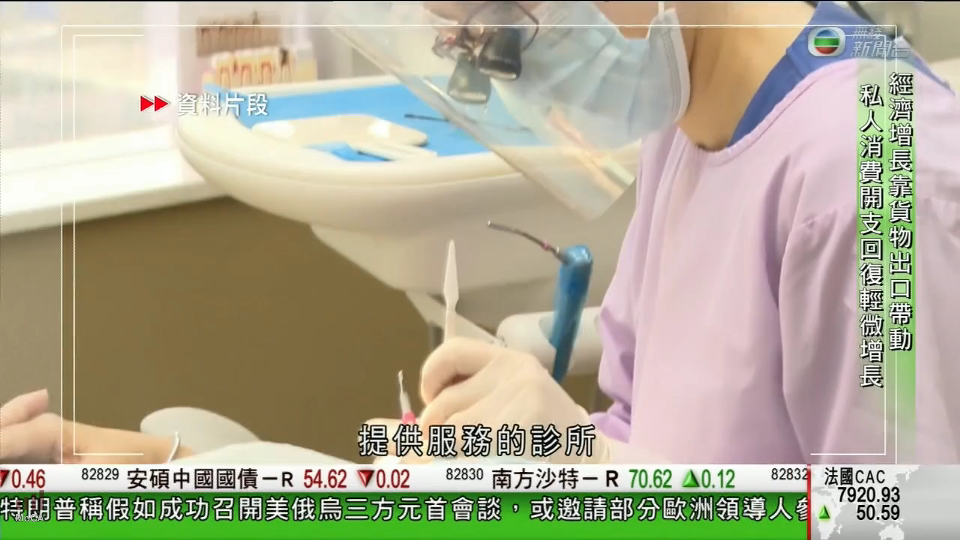 無綫新聞台
資料片段
經濟增長靠貨物出口帶動
私人消費開支回復輕微增長
提供服務的診所
▼0.46 82829 安碩中國國債－R 54.62 ▼0.02 82830 南方沙特－R 70.62 ▲0.12 82832
法國CAC
7920.93
▲ 50.59
特朗普稱假如成功召開美俄烏三方元首會談，或邀請部分歐洲領導人參